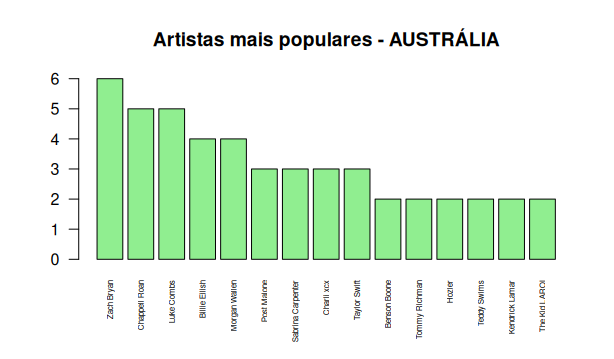 Artistas mais populares - AUSTRÁLIA
6
5
4
3
2
1
0
Zach Bryan
Chappell Roan
Luke Combs
Billie Eilish
Morgan Wallen
Post Malone
Sabrina Carpenter
Charli xcx
Taylor Swift
Benson Boone
Tommy Richman
Hozier
Teddy Swims
Kendrick Lamar
The Kid LAROI